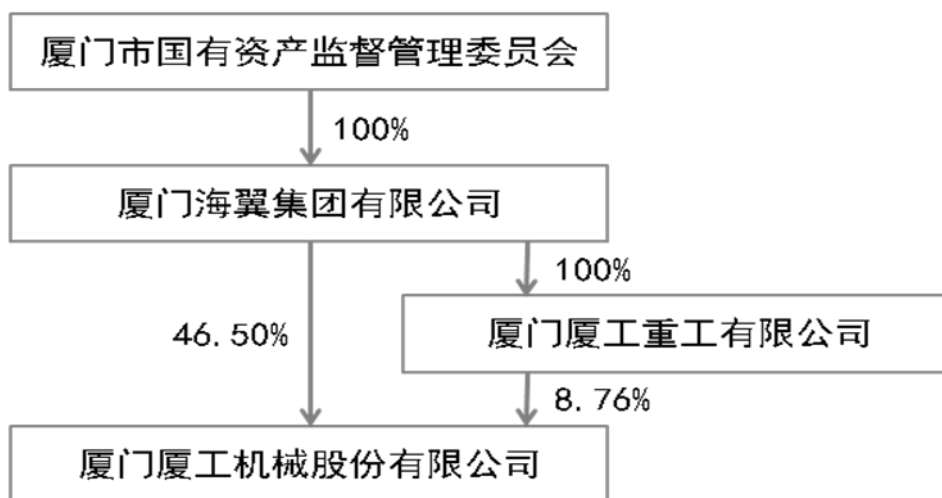 厦门市国有资产监督管理委员会
100%
厦门海翼集团有限公司
100%
46.50%
厦门厦工重工有限公司
8.76%
厦门厦工机械股份有限公司